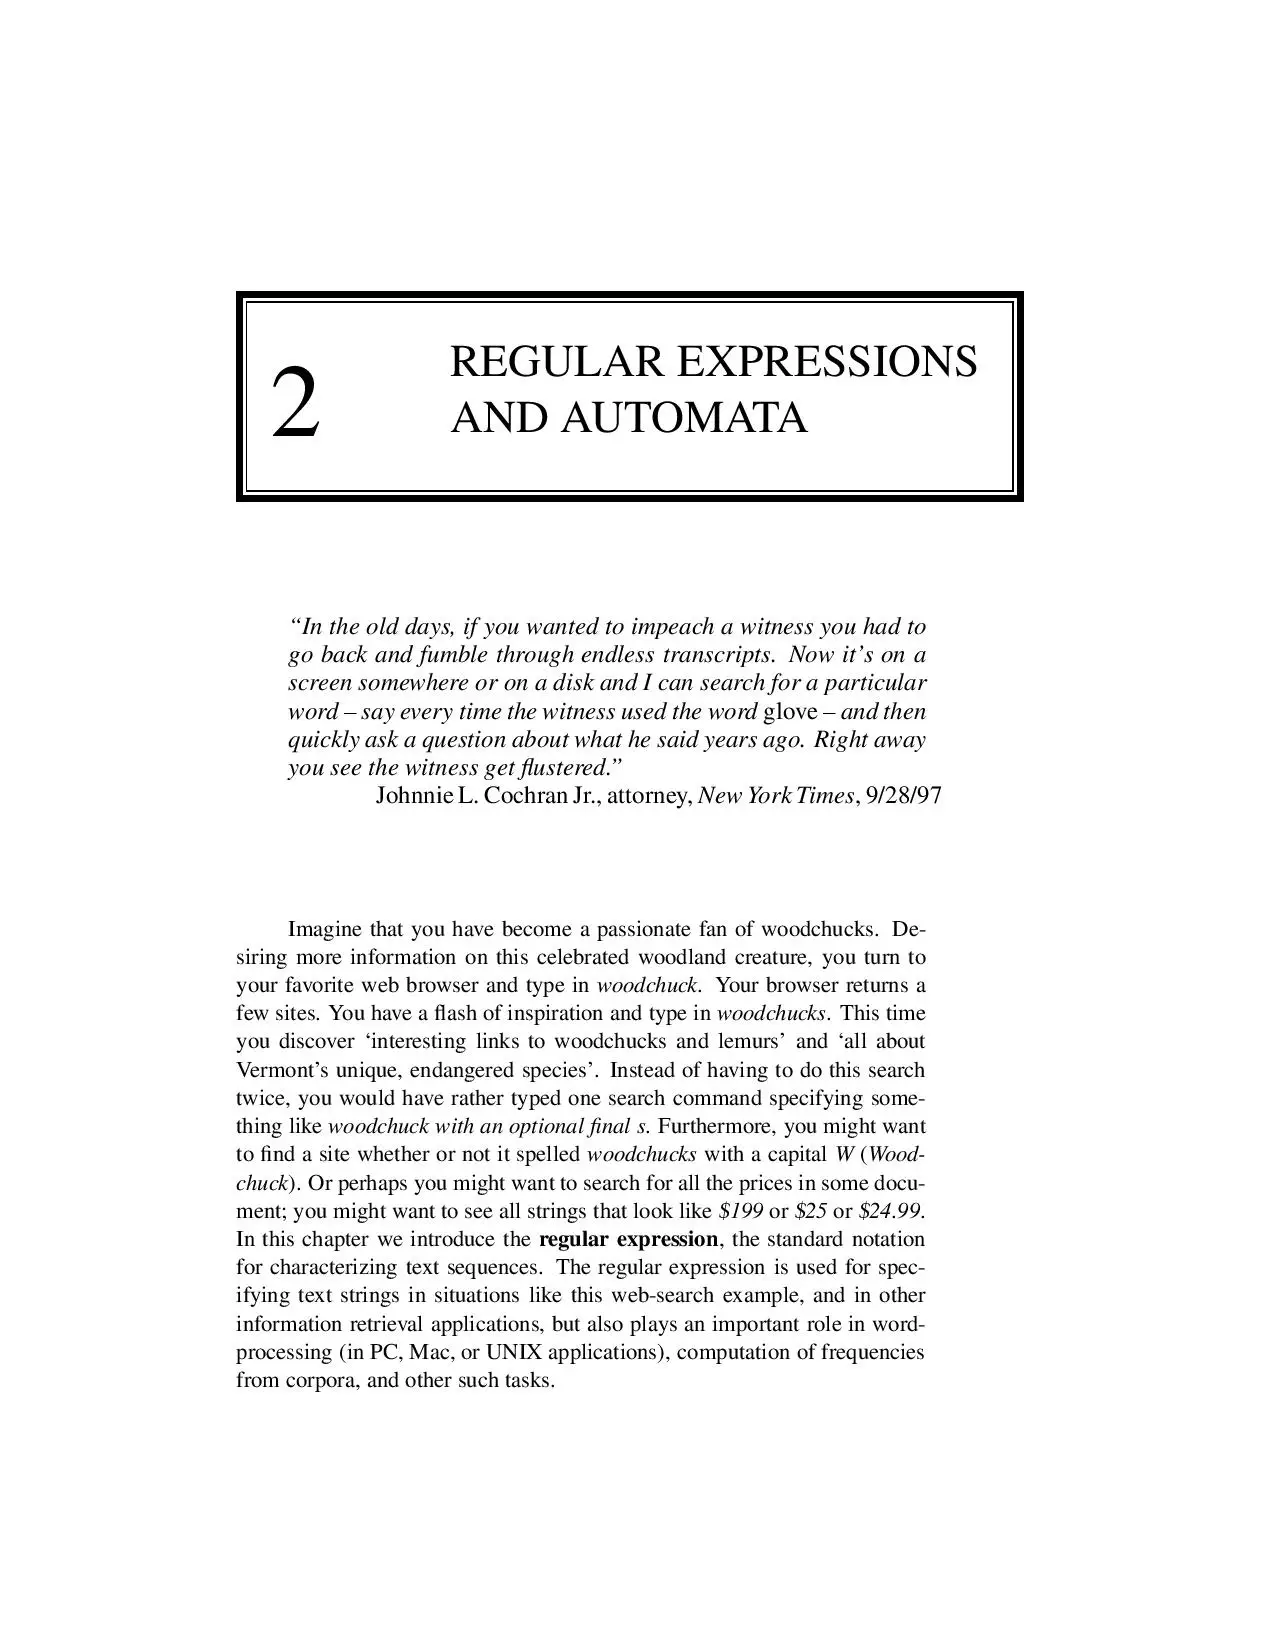 2
REGULAR EXPRESSIONS
AND AUTOMATA
“In the old days, if you wanted to impeach a witness you had to
go back and fumble through endless transcripts. Now it’s on a
screen somewhere or on a disk and I can search for a particular
word – say every time the witness used the word glove – and then
quickly ask a question about what he said years ago. Right away
you see the witness get flustered.”
Johnnie L. Cochran Jr., attorney, New York Times, 9/28/97
Imagine that you have become a passionate fan of woodchucks. De-
siring more information on this celebrated woodland creature, you turn to
your favorite web browser and type in woodchuck. Your browser returns a
few sites. You have a flash of inspiration and type in woodchucks. This time
you discover ‘interesting links to woodchucks and lemurs’ and ‘all about
Vermont’s unique, endangered species’. Instead of having to do this search
twice, you would have rather typed one search command specifying some-
thing like woodchuck with an optional final s. Furthermore, you might want
to find a site whether or not it spelled woodchucks with a capital W (Wood-
chuck). Or perhaps you might want to search for all the prices in some docu-
ment; you might want to see all strings that look like $199 or $25 or $24.99.
In this chapter we introduce the regular expression, the standard notation
for characterizing text sequences. The regular expression is used for spec-
ifying text strings in situations like this web-search example, and in other
information retrieval applications, but also plays an important role in word-
processing (in PC, Mac, or UNIX applications), computation of frequencies
from corpora, and other such tasks.